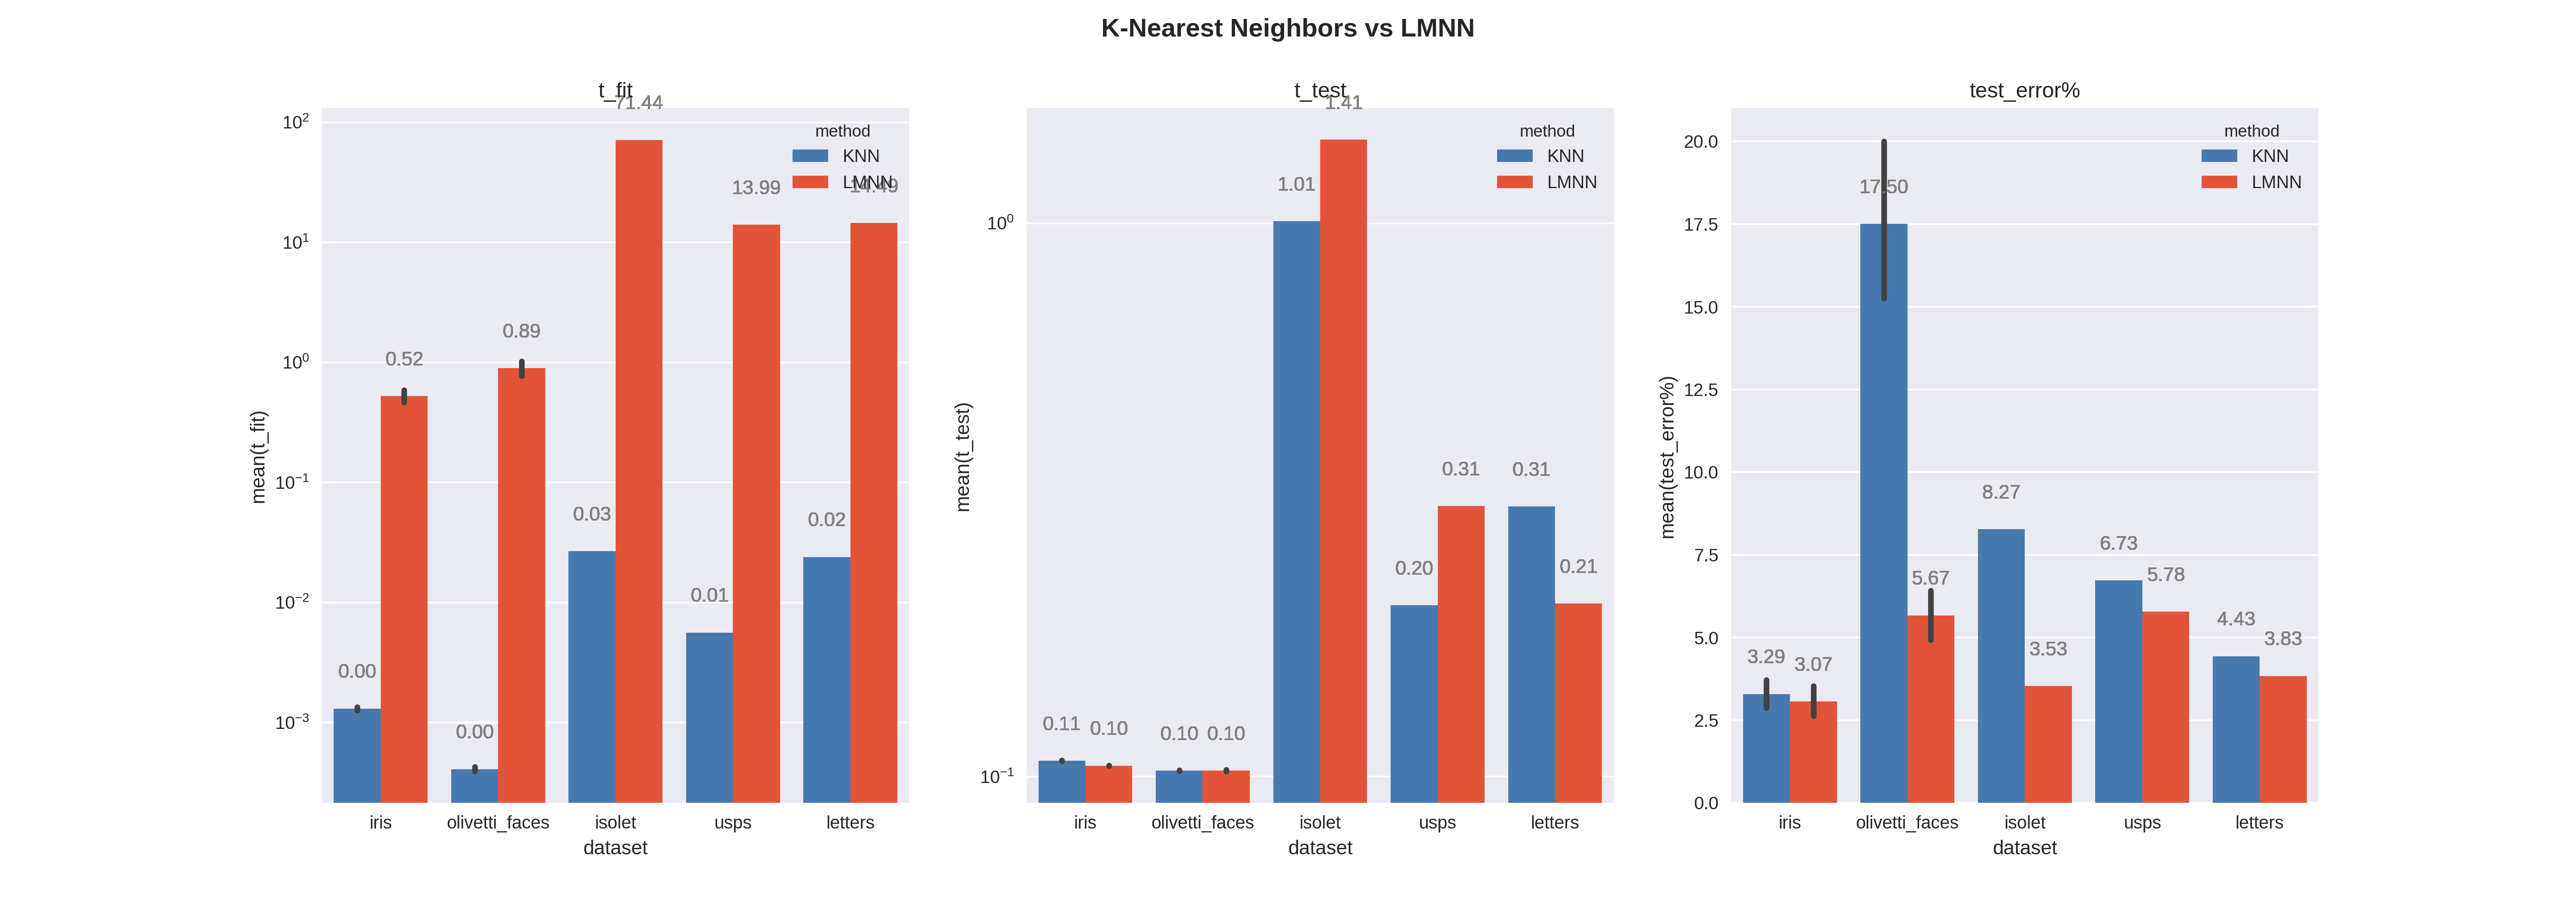 K-Nearest Neighbors vs LMNN
t_fit
71.44
10²
method
KNN
LMNN
13.99
14.49
10¹
0.89
0.52
10⁰
mean(t_fit)
10⁻¹
0.03
0.02
0.01
10⁻²
0.00
10⁻³
0.00
iris
olivetti_faces
isolet
usps
letters
dataset
t_test
1.41
method
KNN
LMNN
1.01
10⁰
mean(t_test)
0.31
0.31
0.20
0.21
0.11
0.10
0.10
0.10
10⁻¹
iris
olivetti_faces
isolet
usps
letters
dataset
test_error%
20.0
method
KNN
LMNN
17.50
17.5
15.0
12.5
mean(test_error%)
10.0
8.27
7.5
6.73
5.67
5.78
5.0
4.43
3.83
3.53
3.29
3.07
2.5
0.0
iris
olivetti_faces
isolet
usps
letters
dataset